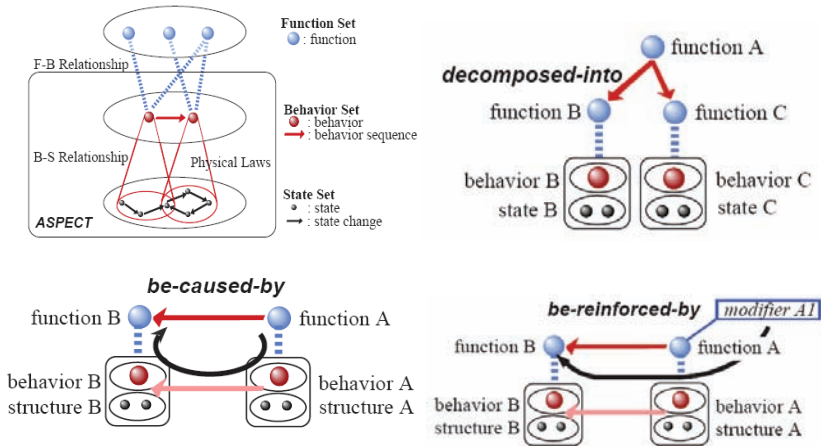 Function Set
: function
F-B Relationship
Behavior Set
: behavior
: behavior sequence
B-S Relationship
Physical Laws
State Set
: state
: state change
ASPECT
function A
decomposed-into
function B
function C
behavior B
behavior C
state B
state C
be-caused-by
function B
function A
behavior B
behavior A
structure B
structure A
be-reinforced-by
modifier A1
function B
function A
behavior B
behavior A
structure B
structure A